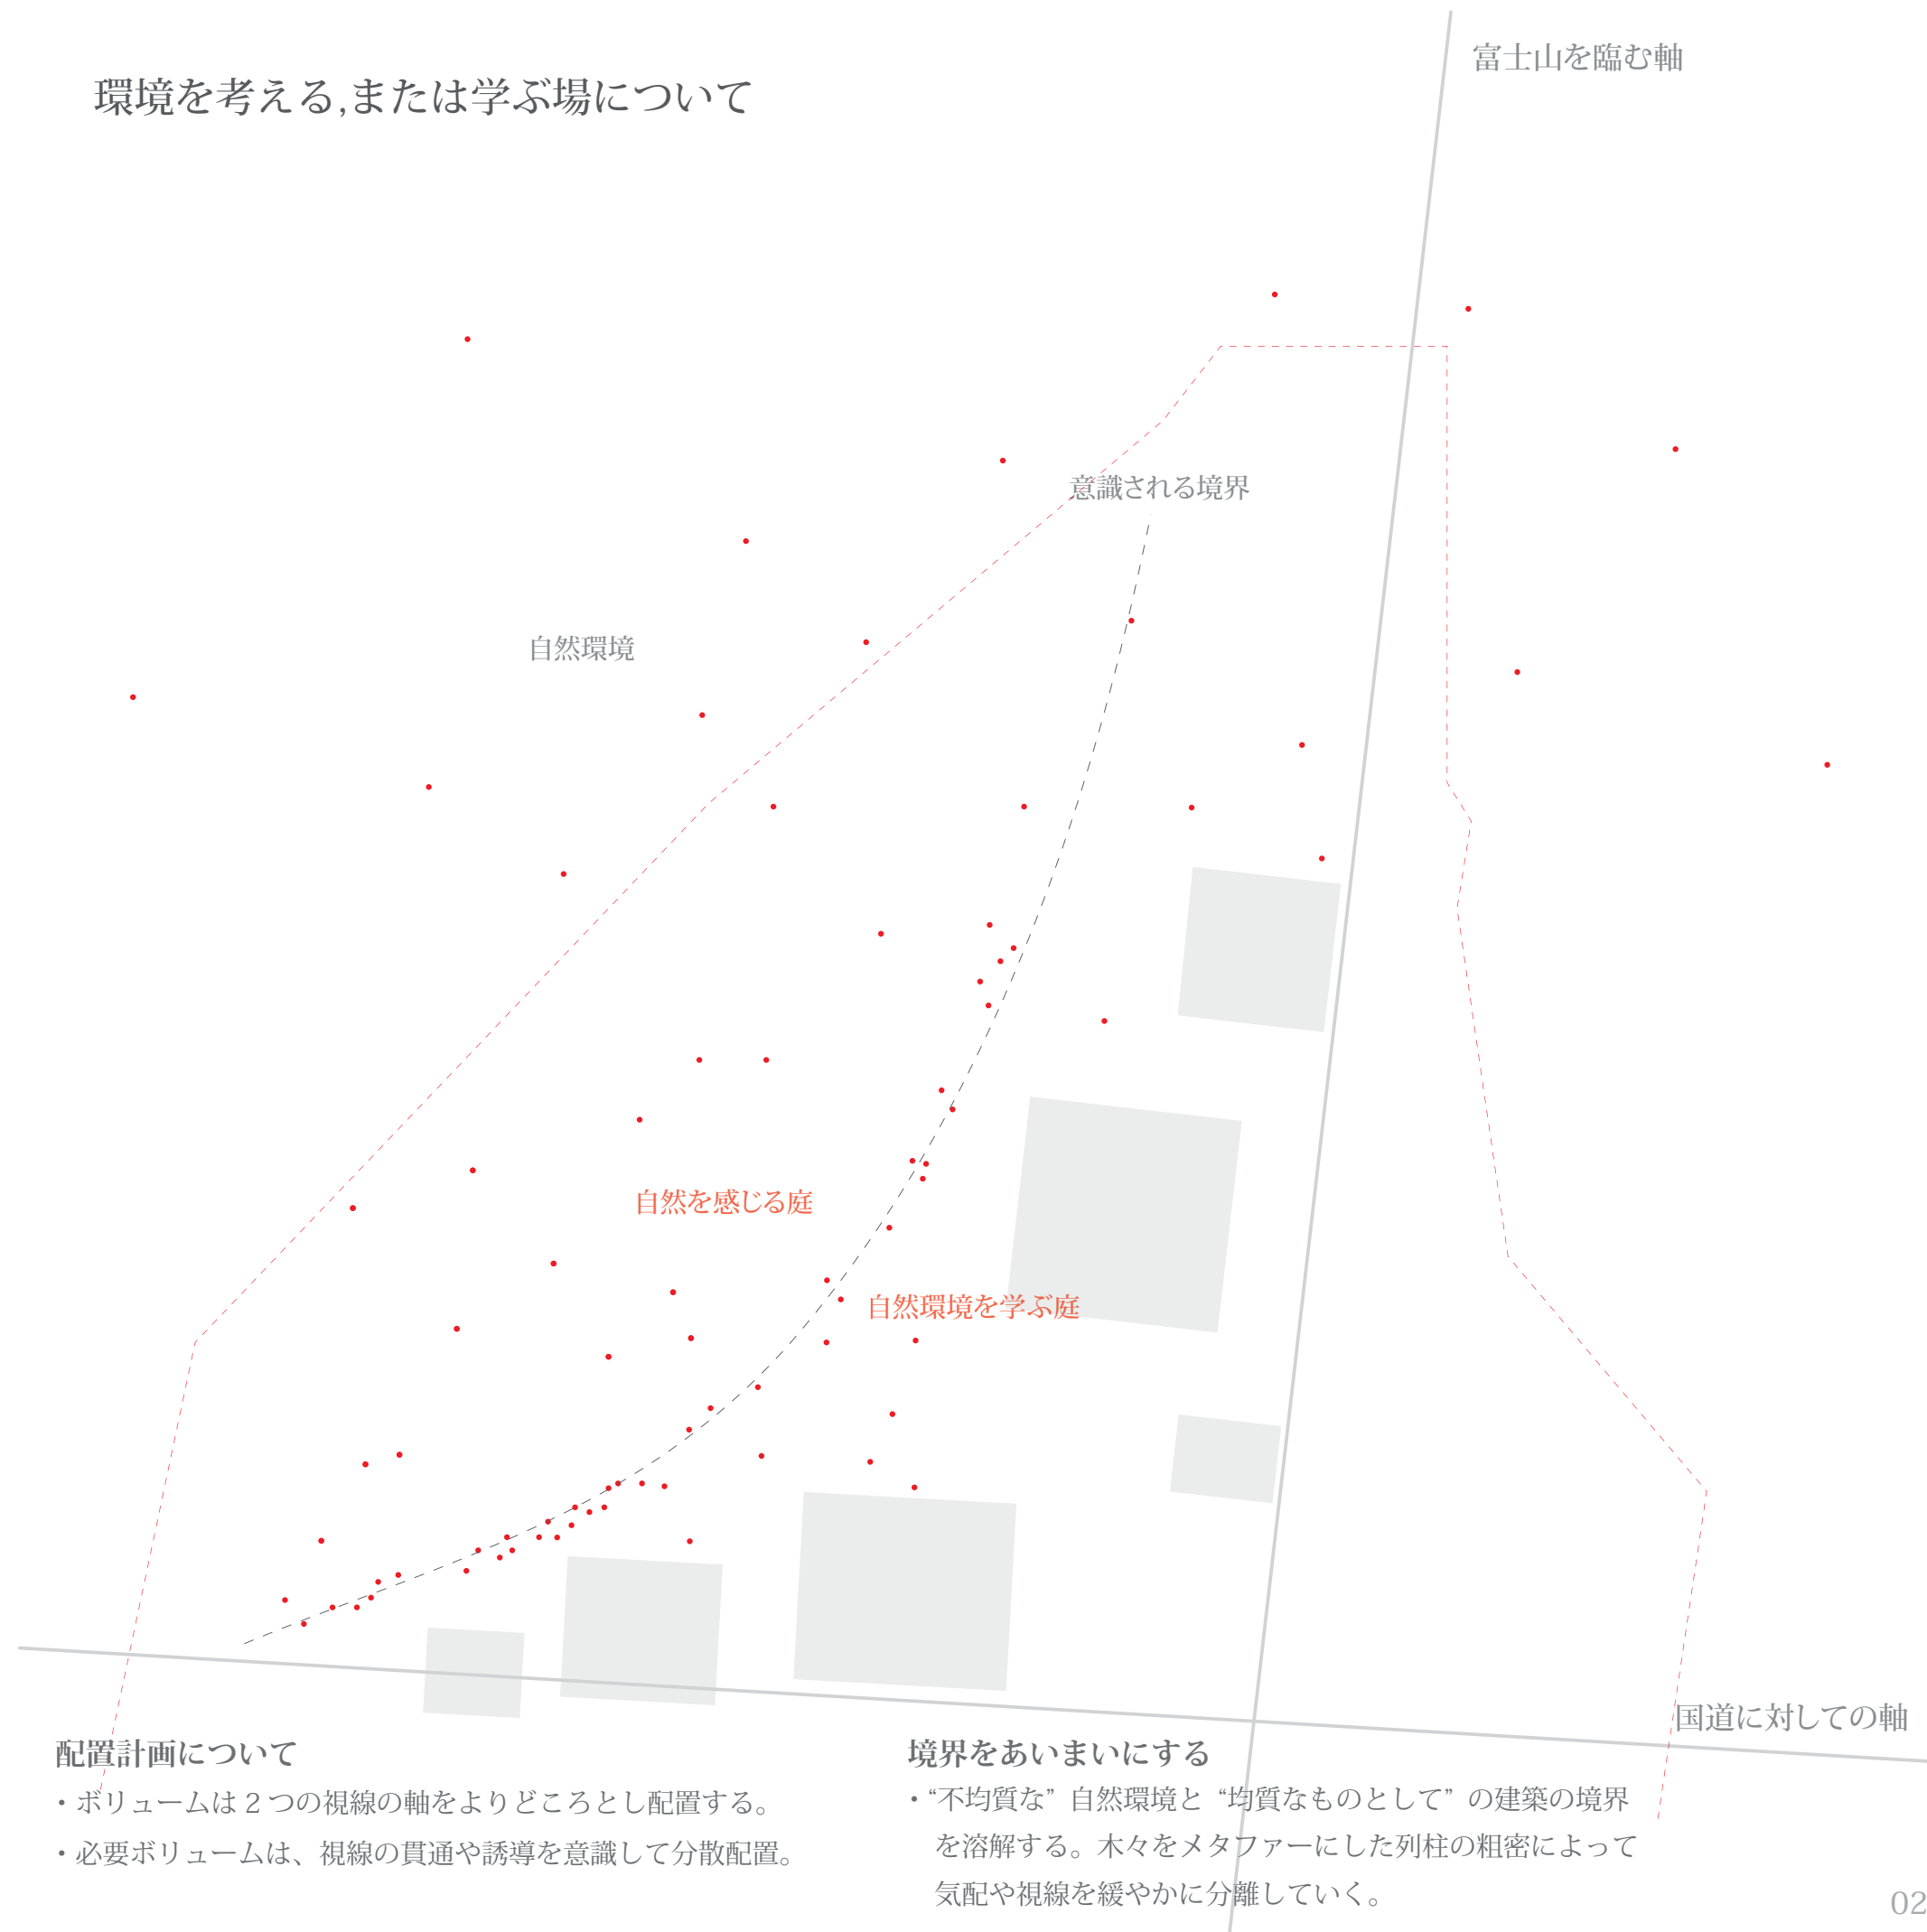 富士山を臨む軸
環境を考える,または学ぶ場について
意識される境界
自然環境
自然を感じる庭
自然環境を学ぶ庭
国道に対しての軸
配置計画について
・ボリュームは２つの視線の軸をよりどころとし配置する。
・必要ボリュームは、視線の貫通や誘導を意識して分散配置。
境界をあいまいにする
・“不均質な”自然環境と“均質なものとして”の建築の境界
を溶解する。木々をメタファーにした列柱の粗密によって
気配や視線を緩やかに分離していく。
02